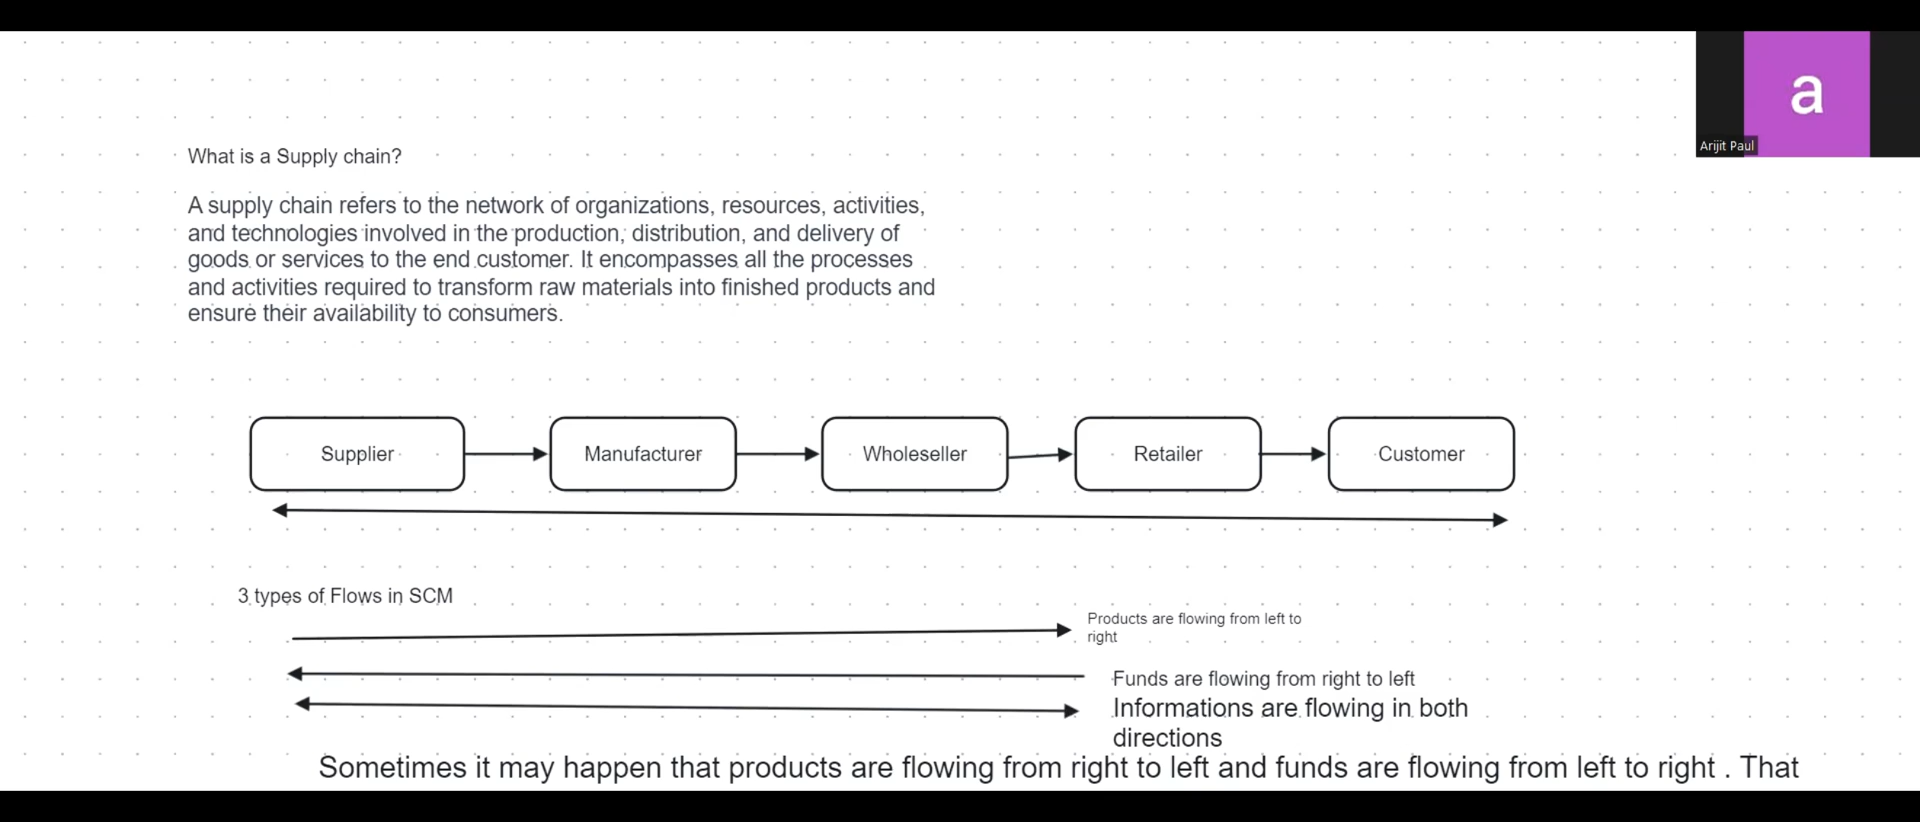 a
Arijit Paul
What is a Supply chain?
A supply chain refers to the network of organizations, resources, activities,
and technologies involved in the production, distribution, and delivery of
goods or services to the end customer. It encompasses all the processes
and activities required to transform raw materials into finished products and
ensure their availability to consumers.
Supplier
Manufacturer
Wholeseller
Retailer
Customer
3 types of Flows in SCM
Products are flowing from left to
right
Funds are flowing from right to left
Informations are flowing in both
directions
Sometimes it may happen that products are flowing from right to left and funds are flowing from left to right . That